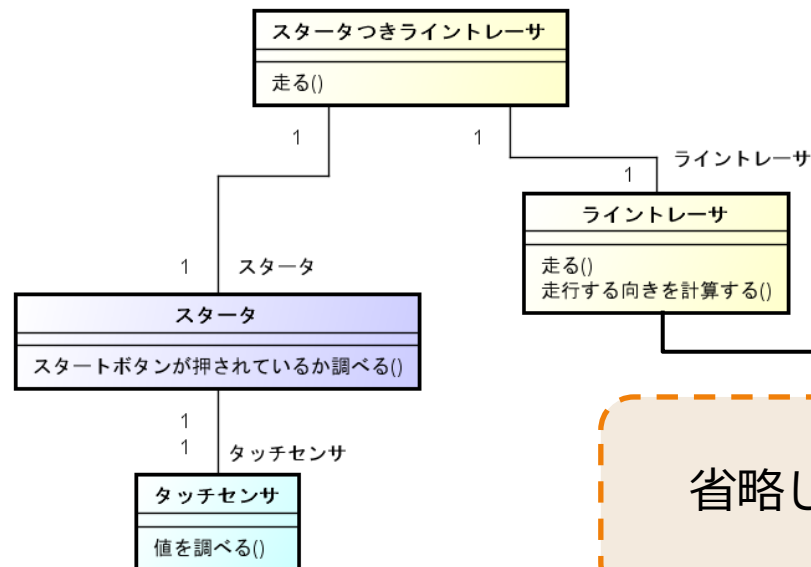 スタータつきライントレーサ
走る()
1
1
ライントレーサ
1
ライントレーサ
走る()
走行する向きを計算する()
1
スタータ
スタータ
スタートボタンが押されているか調べる()
1
1
タッチセンサ
タッチセンサ
値を調べる()
省略し